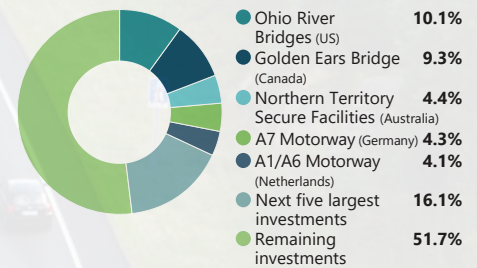 Ohio River 10.1%
Bridges (US)
Golden Ears Bridge 9.3%
(Canada)
Northern Territory 4.4%
Secure Facilities (Australia)
A7 Motorway (Germany) 4.3%
A1/A6 Motorway 4.1%
(Netherlands)
Next five largest 16.1%
investments
Remaining 51.7%
investments